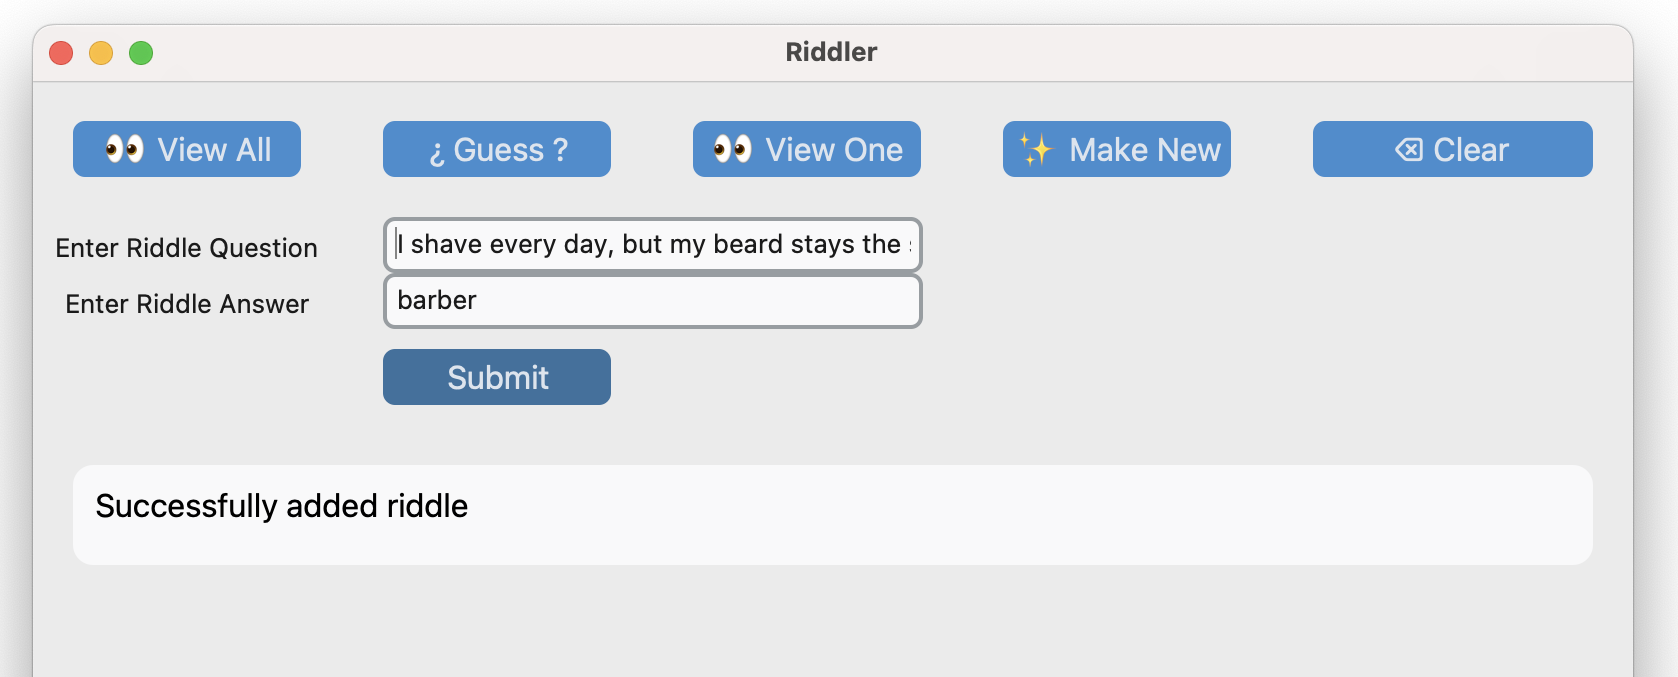 Riddler
👀 View All
¿ Guess ?
👀 View One
✨ Make New
⌫ Clear
Enter Riddle Question
I shave every day, but my beard stays the
Enter Riddle Answer
barber
Submit
Successfully added riddle